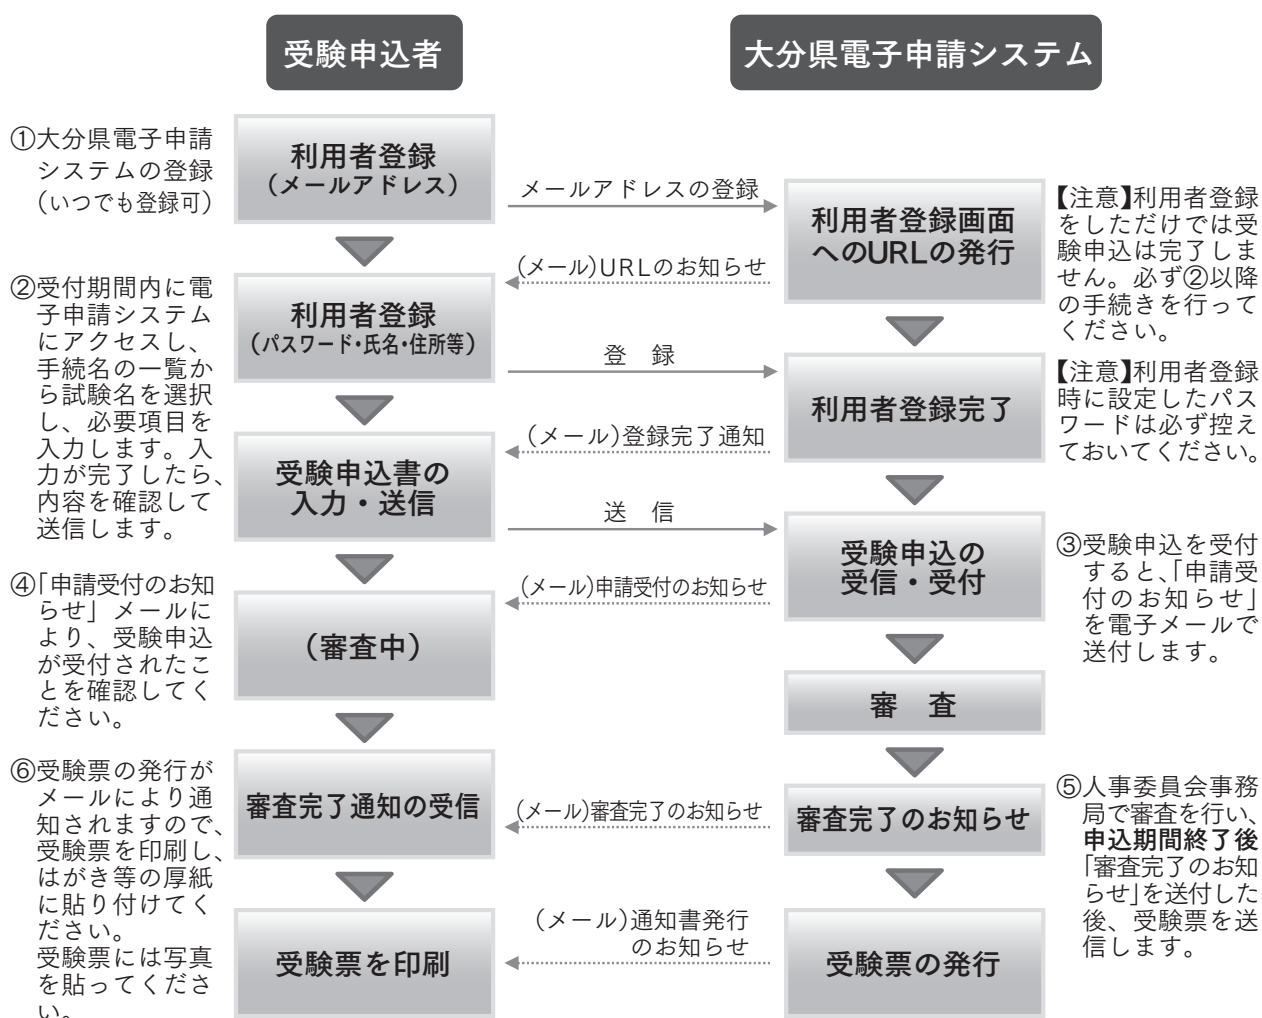 受験申込者
大分県電子申請システム
①大分県電子申請
システムの登録
(いつでも登録可)
利用者登録
(メールアドレス)
メールアドレスの登録
利用者登録画面
へのURLの発行
【注意】利用者登録
をしただけでは受
験申込は完了しま
せん。必ず②以降
の手続きを行って
ください。
(メール)URLのお知らせ
②受付期間内に電
子申請システム
にアクセスし、
手続名の一覧か
ら試験名を選択
し、必要項目を
入力します。入
力が完了したら、
内容を確認して
送信します。
利用者登録
(パスワード・氏名・住所等)
登 録
利用者登録完了
【注意】利用者登録
時に設定したパス
ワードは必ず控え
ておいてください。
(メール)登録完了通知
受験申込書の
入力・送信
送 信
受験申込の
受信・受付
③受験申込を受付
すると、「申請受
付のお知らせ」
を電子メールで
送付します。
(メール)申請受付のお知らせ
④「申請受付のお知
らせ」メールに
より、受験申込
が受付されたこ
とを確認してく
ださい。
(審査中)
審 査
⑥受験票の発行が
メールにより通
知されますので、
受験票を印刷し、
はがき等の厚紙
に貼り付けてく
ださい。
受験票には写真
を貼ってくださ
い。
審査完了通知の受信
(メール)審査完了のお知らせ
審査完了のお知らせ
⑤人事委員会事務
局で審査を行い、
申込期間終了後
「審査完了のお知
らせ」を送付した
後、受験票を送
信します。
受験票を印刷
(メール)通知書発行
のお知らせ
受験票の発行